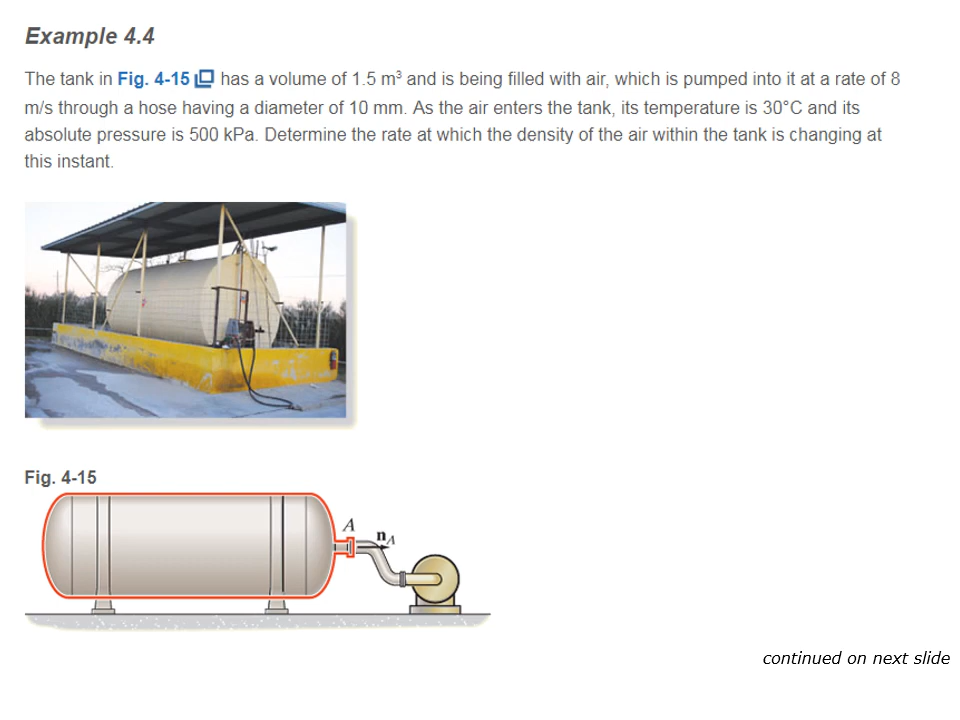 Example 4.4
The tank in Fig. 4-15 has a volume of 1.5 m³ and is being filled with air, which is pumped into it at a rate of 8
m/s through a hose having a diameter of 10 mm. As the air enters the tank, its temperature is 30°C and its
absolute pressure is 500 kPa. Determine the rate at which the density of the air within the tank is changing at
this instant.
Fig. 4-15
A
n_A
continued on next slide